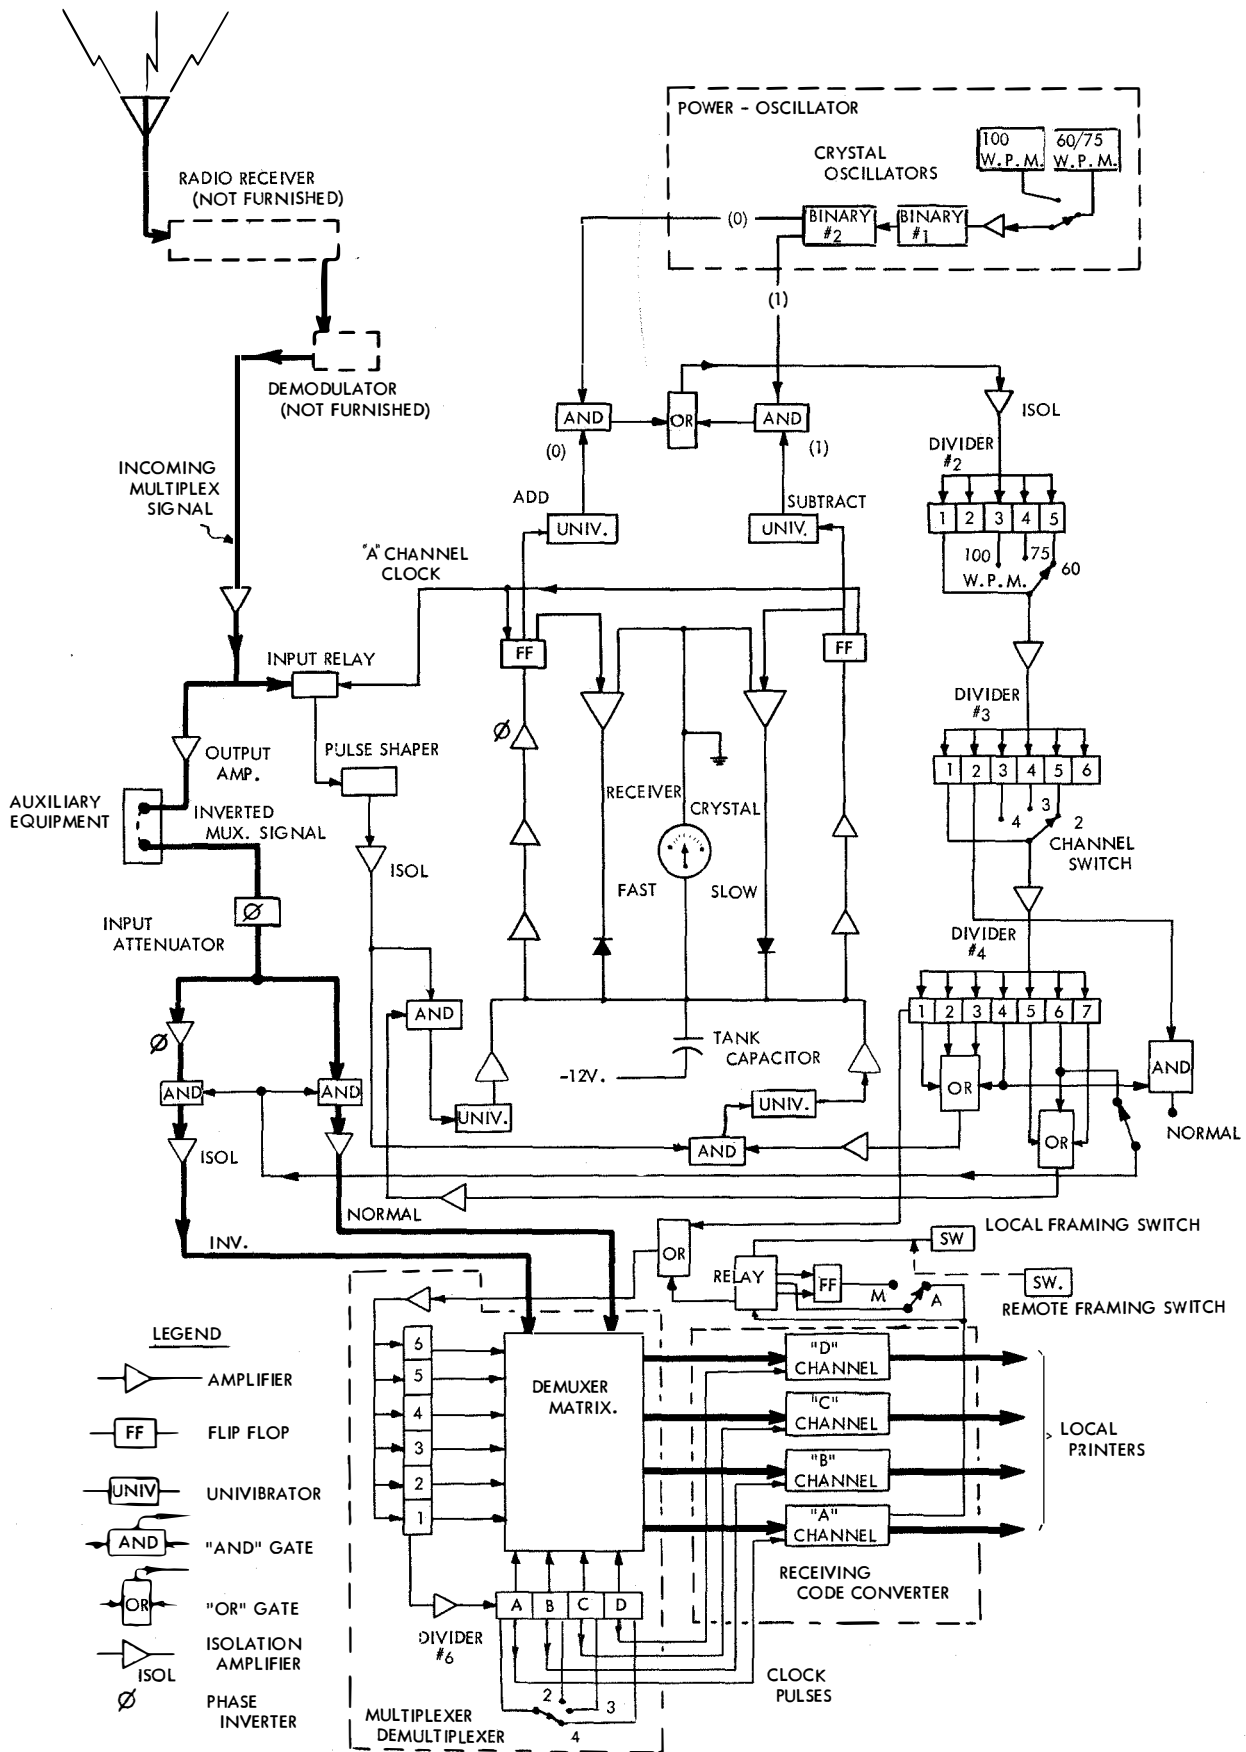 POWER - OSCILLATOR
100
W.P.M.
60/75
W.P.M.
CRYSTAL
OSCILLATORS
RADIO RECEIVER
(NOT FURNISHED)
(0)
BINARY
#2
BINARY
#1
(1)
DEMODULATOR
(NOT FURNISHED)
AND
OR
AND
ISOL
(0)
(1)
DIVIDER
#2
INCOMING
MULTIPLEX
SIGNAL
ADD
SUBTRACT
UNIV.
UNIV.
1 2 3 4 5
"A" CHANNEL
CLOCK
100
75
60
W.P.M.
FF
FF
INPUT RELAY
DIVIDER
#3
Ø
OUTPUT
AMP.
PULSE SHAPER
1 2 3 4 5 6
AUXILIARY
EQUIPMENT
INVERTED
MUX. SIGNAL
RECEIVER
CRYSTAL
4
3
2
CHANNEL
SWITCH
ISOL
FAST
SLOW
Ø
INPUT
ATTENUATOR
DIVIDER
#4
AND
1 2 3 4 5 6 7
Ø
TANK
CAPACITOR
-12V.
AND
OR
AND
AND
UNIV.
UNIV.
NORMAL
ISOL
AND
OR
NORMAL
INV.
LOCAL FRAMING SWITCH
OR
SW
RELAY
FF
M
A
SW.
REMOTE FRAMING SWITCH
LEGEND
AMPLIFIER
FF
FLIP FLOP
UNIV
UNIVIBRATOR
AND
"AND" GATE
OR
"OR" GATE
ISOL
ISOLATION
AMPLIFIER
Ø
PHASE
INVERTER
6
5
4
3
2
1
DEMUXER
MATRIX.
"D"
CHANNEL
"C"
CHANNEL
"B"
CHANNEL
"A"
CHANNEL
LOCAL
PRINTERS
RECEIVING
CODE CONVERTER
A B C D
DIVIDER
#6
CLOCK
PULSES
2
3
4
MULTIPLEXER
DEMULTIPLEXER